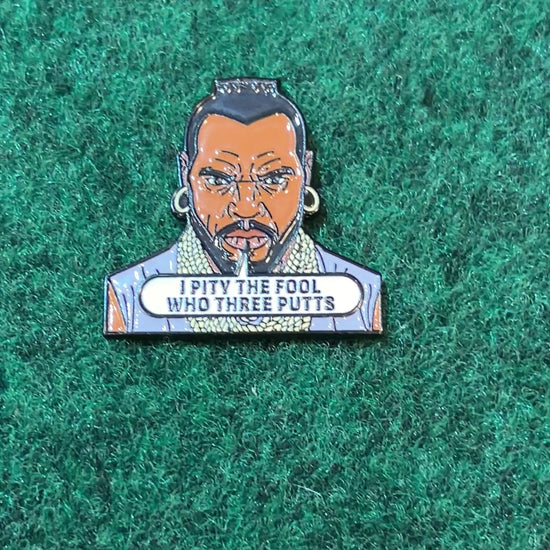 I PITY THE FOOL
WHO THREE PUTTS